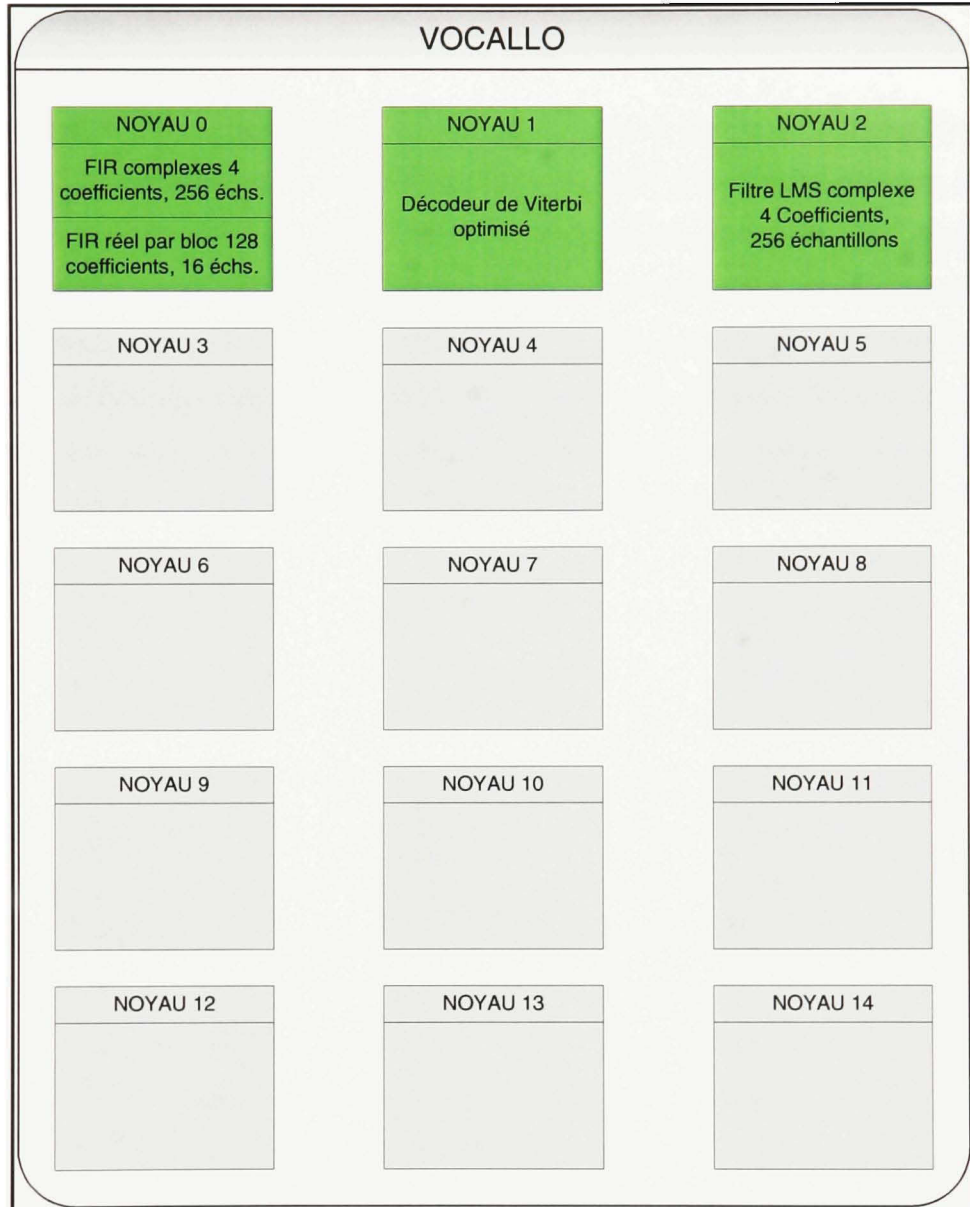 VOCALLO
NOYAU 0
FIR complexes 4
coefficients, 256 échs.
FIR réel par bloc 128
coefficients, 16 échs.
NOYAU 1
Décodeur de Viterbi
optimisé
NOYAU 2
Filtre LMS complexe
4 Coefficients,
256 échantillons
NOYAU 3
NOYAU 4
NOYAU 5
NOYAU 6
NOYAU 7
NOYAU 8
NOYAU 9
NOYAU 10
NOYAU 11
NOYAU 12
NOYAU 13
NOYAU 14